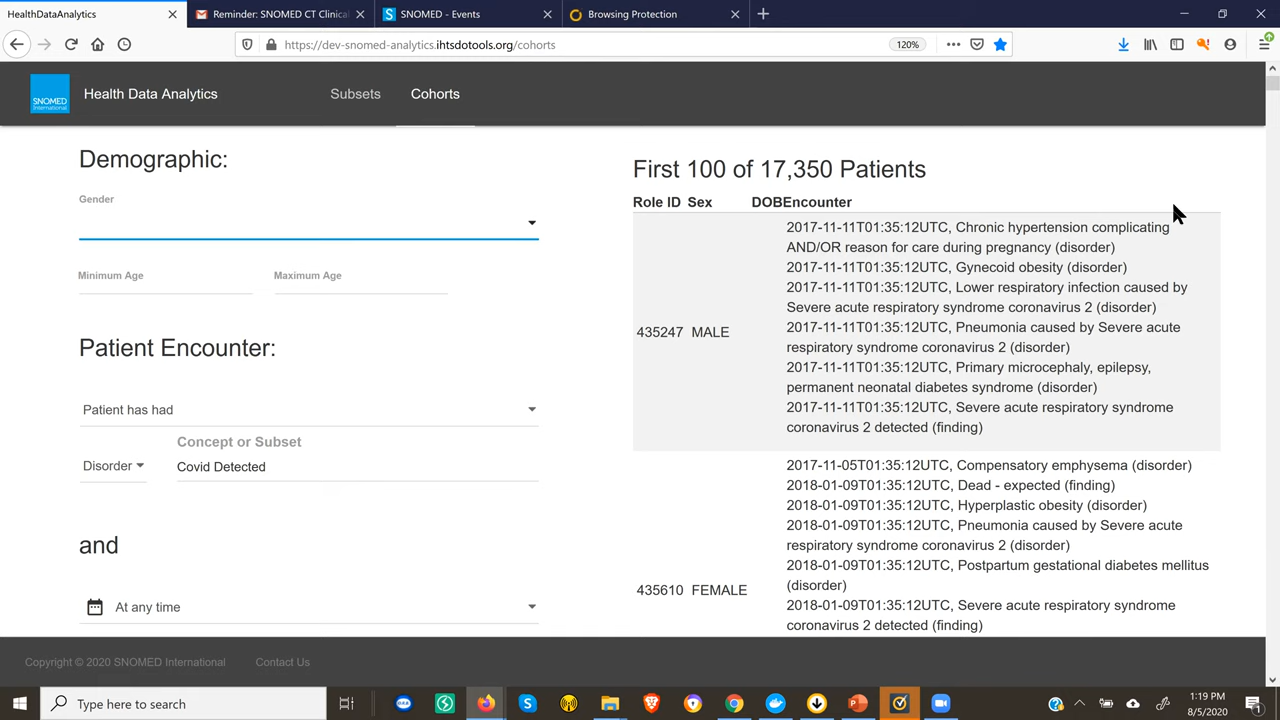 HealthDataAnalytics
Reminder: SNOMED CT Clinical
SNOMED - Events
Browsing Protection
https://dev-snomed-analytics.ihtsdotools.org/cohorts
120%
SNOMED
International
Health Data Analytics
Subsets
Cohorts
Demographic:
Gender
Minimum Age
Maximum Age
Patient Encounter:
Patient has had
Concept or Subset
Disorder
Covid Detected
and
At any time
First 100 of 17,350 Patients
Role ID Sex DOBEncounter
2017-11-11T01:35:12UTC, Chronic hypertension complicating
AND/OR reason for care during pregnancy (disorder)
2017-11-11T01:35:12UTC, Gynecoid obesity (disorder)
2017-11-11T01:35:12UTC, Lower respiratory infection caused by
Severe acute respiratory syndrome coronavirus 2 (disorder)
435247 MALE
2017-11-11T01:35:12UTC, Pneumonia caused by Severe acute
respiratory syndrome coronavirus 2 (disorder)
2017-11-11T01:35:12UTC, Primary microcephaly, epilepsy,
permanent neonatal diabetes syndrome (disorder)
2017-11-11T01:35:12UTC, Severe acute respiratory syndrome
coronavirus 2 detected (finding)
2017-11-05T01:35:12UTC, Compensatory emphysema (disorder)
2018-01-09T01:35:12UTC, Dead - expected (finding)
2018-01-09T01:35:12UTC, Hyperplastic obesity (disorder)
2018-01-09T01:35:12UTC, Pneumonia caused by Severe acute
respiratory syndrome coronavirus 2 (disorder)
2018-01-09T01:35:12UTC, Postpartum gestational diabetes mellitus
(disorder)
435610 FEMALE
2018-01-09T01:35:12UTC, Severe acute respiratory syndrome
coronavirus 2 detected (finding)
Copyright © 2020 SNOMED International
Contact Us
Type here to search
1:19 PM
8/5/2020